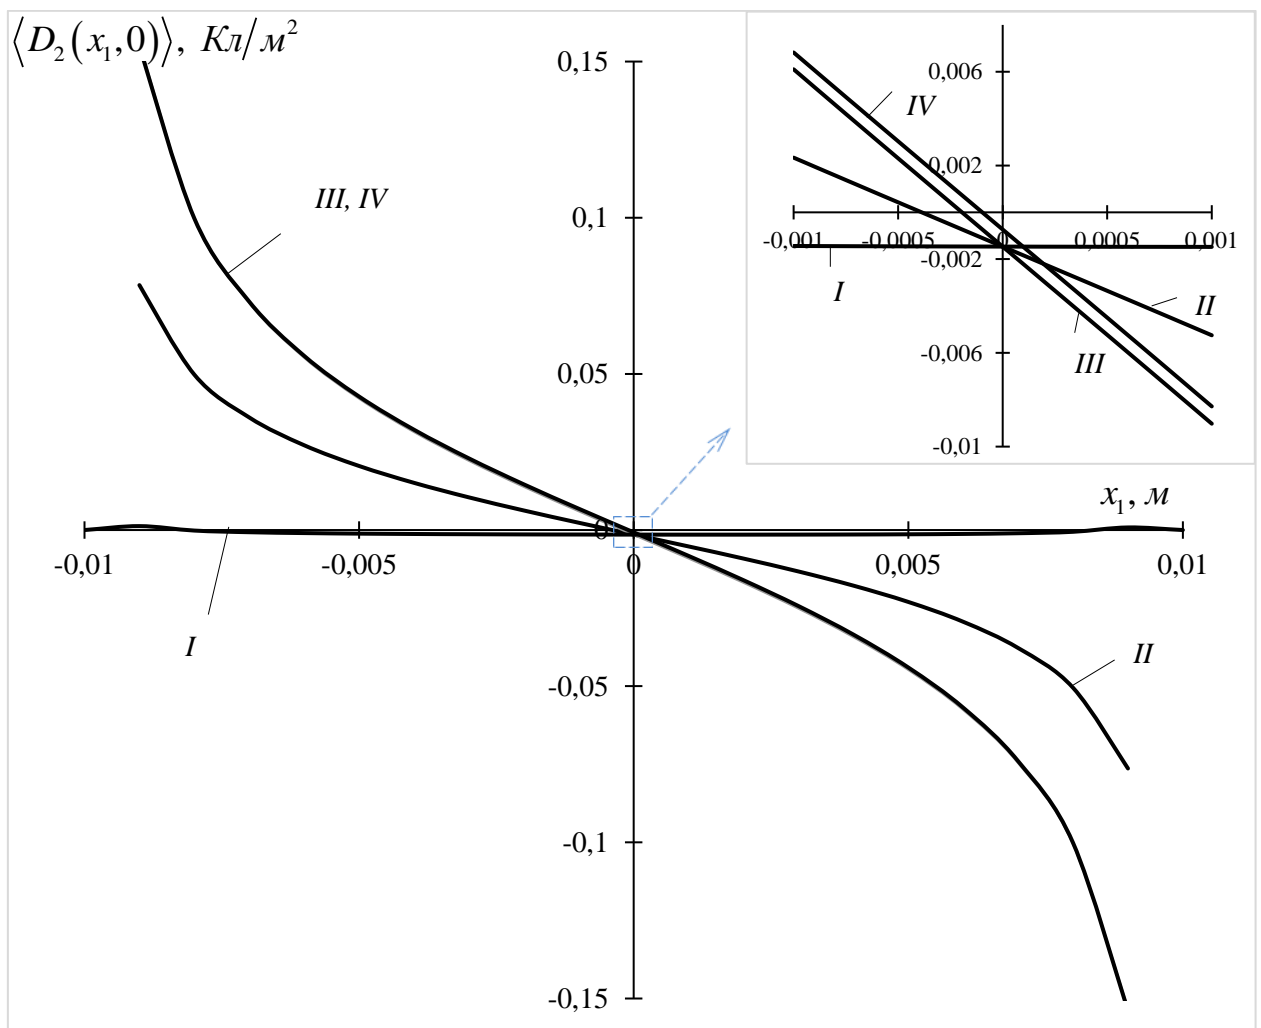 ⟨D₂(x₁,0)⟩, Кл/м²
0,15
0,1
0,05
0
-0,05
-0,1
-0,15
-0,01
-0,005
0
0,005
0,01
x₁, м
III, IV
I
II
0,006
0,002
-0,002
-0,006
-0,01
-0,001
-0,0005
0
0,0005
0,001
IV
I
II
III